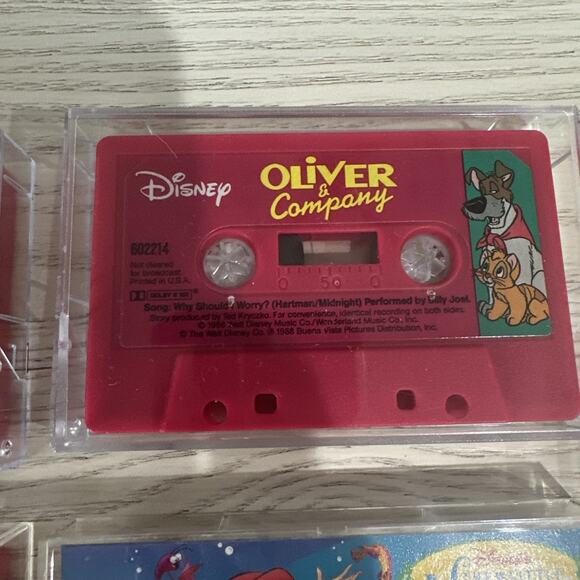 Disney
OLIVER
&
Company
602214
Not cleared
for broadcast.
Printed in U.S.A.
DOLBY B NR
0 5 0
Song: Why Should I Worry? (Hartman/Midnight) Performed by Billy Joel.
Story produced by Ted Kryczko. For convenience, identical recording on both sides.
© 1988 Walt Disney Music Co./Wonderland Music Co., Inc.
© The Walt Disney Co. ℗ 1988 Buena Vista Pictures Distribution, Inc.
Disney's